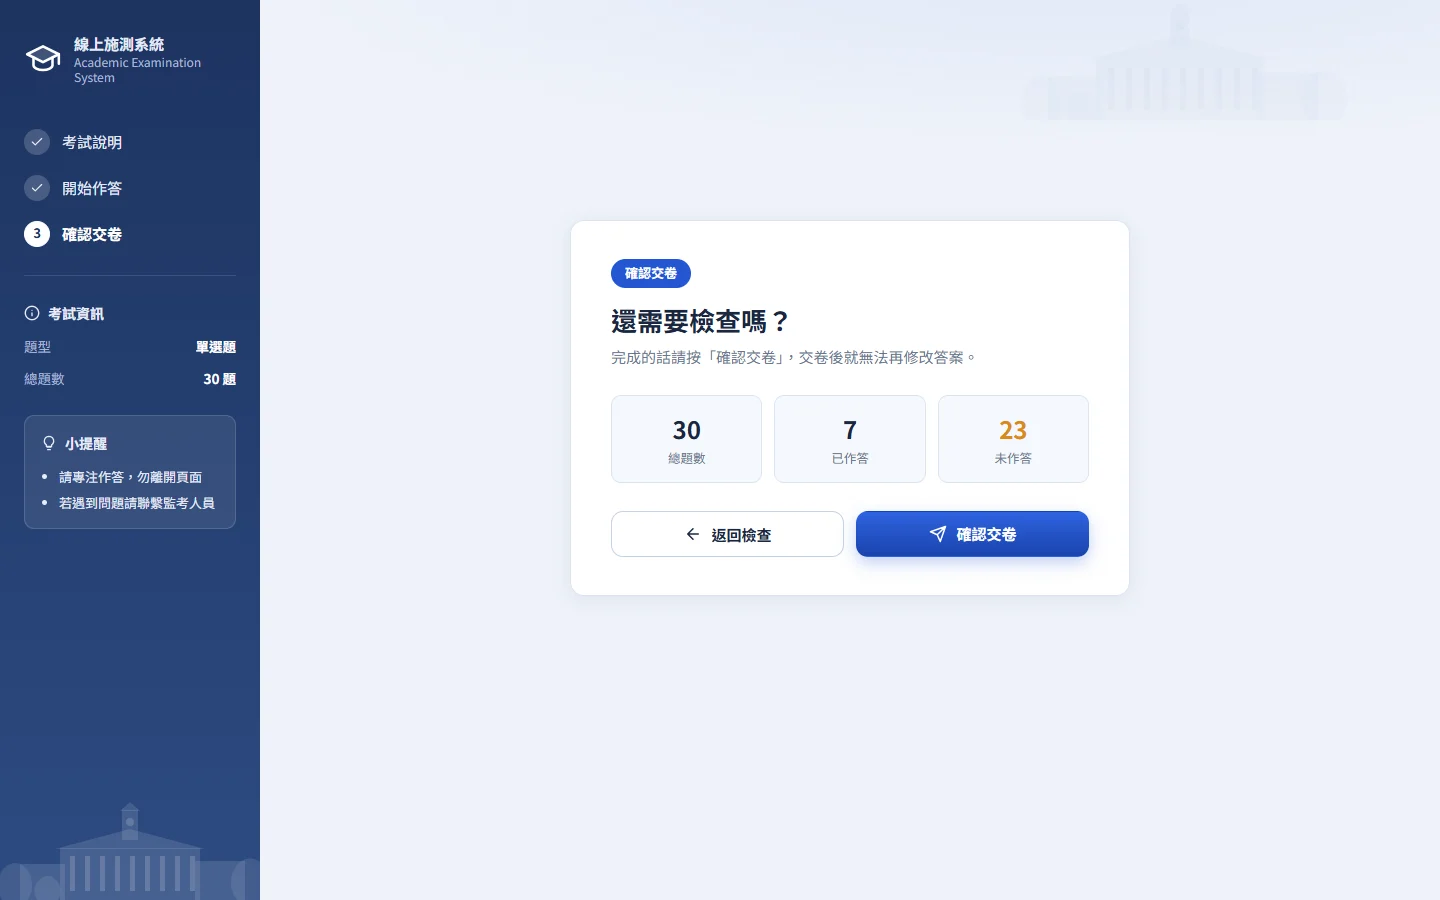 線上施測系統
Academic Examination
System
考試說明
開始作答
3 確認交卷
考試資訊
題型 單選題
總題數 30 題
小提醒
請專注作答，勿離開頁面
若遇到問題請聯繫監考人員
確認交卷
還需要檢查嗎？
完成的話請按「確認交卷」，交卷後就無法再修改答案。
30 7 23
總題數 已作答 未作答
返回檢查 確認交卷